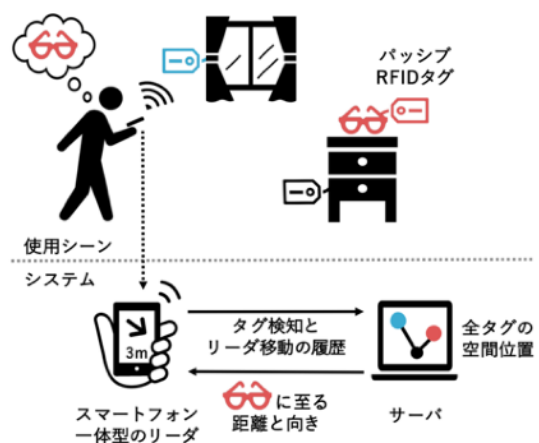 パッシブ
RFIDタグ
使用シーン
システム
3m
タグ検知と
リーダ移動の履歴
全タグの
空間位置
に至る
距離と向き
スマートフォン
一体型のリーダ
サーバ